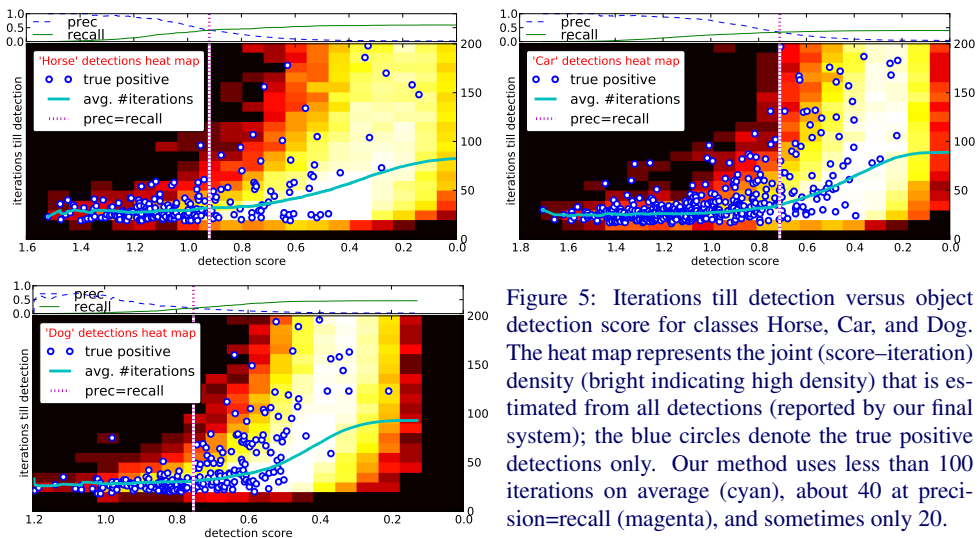 1.0
0.5
0.0
prec
recall
'Horse' detections heat map
true positive
avg. #iterations
prec=recall
iterations till detection
200
150
100
50
0
1.6 1.4 1.2 1.0 0.8 0.6 0.4 0.2 0.0
detection score
1.0
0.5
0.0
prec
recall
'Car' detections heat map
true positive
avg. #iterations
prec=recall
iterations till detection
200
150
100
50
0
1.8 1.6 1.4 1.2 1.0 0.8 0.6 0.4 0.2 0.0
detection score
1.0
0.5
0.0
prec
recall
'Dog' detections heat map
true positive
avg. #iterations
prec=recall
iterations till detection
200
150
100
50
0
1.2 1.0 0.8 0.6 0.4 0.2 0.0
detection score
Figure 5: Iterations till detection versus object
detection score for classes Horse, Car, and Dog.
The heat map represents the joint (score–iteration)
density (bright indicating high density) that is es-
timated from all detections (reported by our final
system); the blue circles denote the true positive
detections only. Our method uses less than 100
iterations on average (cyan), about 40 at preci-
sion=recall (magenta), and sometimes only 20.